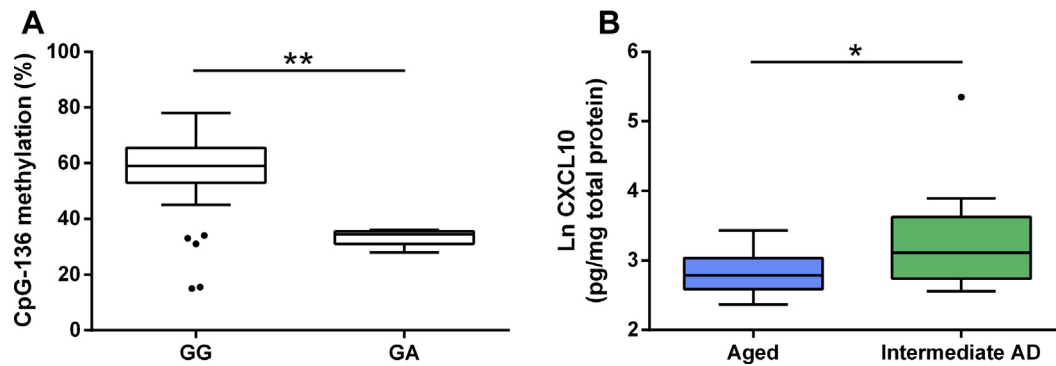 A
CpG-136 methylation (%)
100
80
60
40
20
0
**
GG
GA
B
Ln CXCL10
(pg/mg total protein)
6
5
4
3
2
*
Aged
Intermediate AD